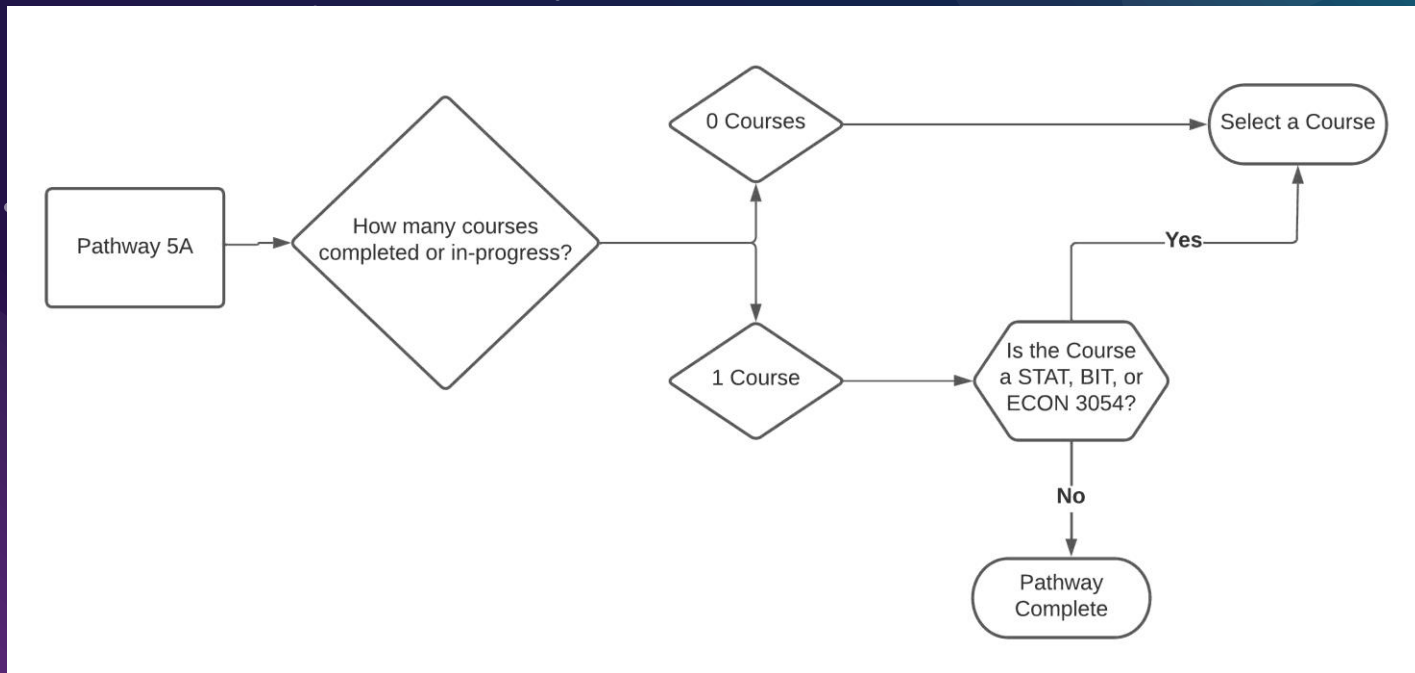 Pathway 5A
How many courses
completed or in-progress?
0 Courses
Select a Course
1 Course
Is the Course
a STAT, BIT, or
ECON 3054?
Yes
No
Pathway
Complete